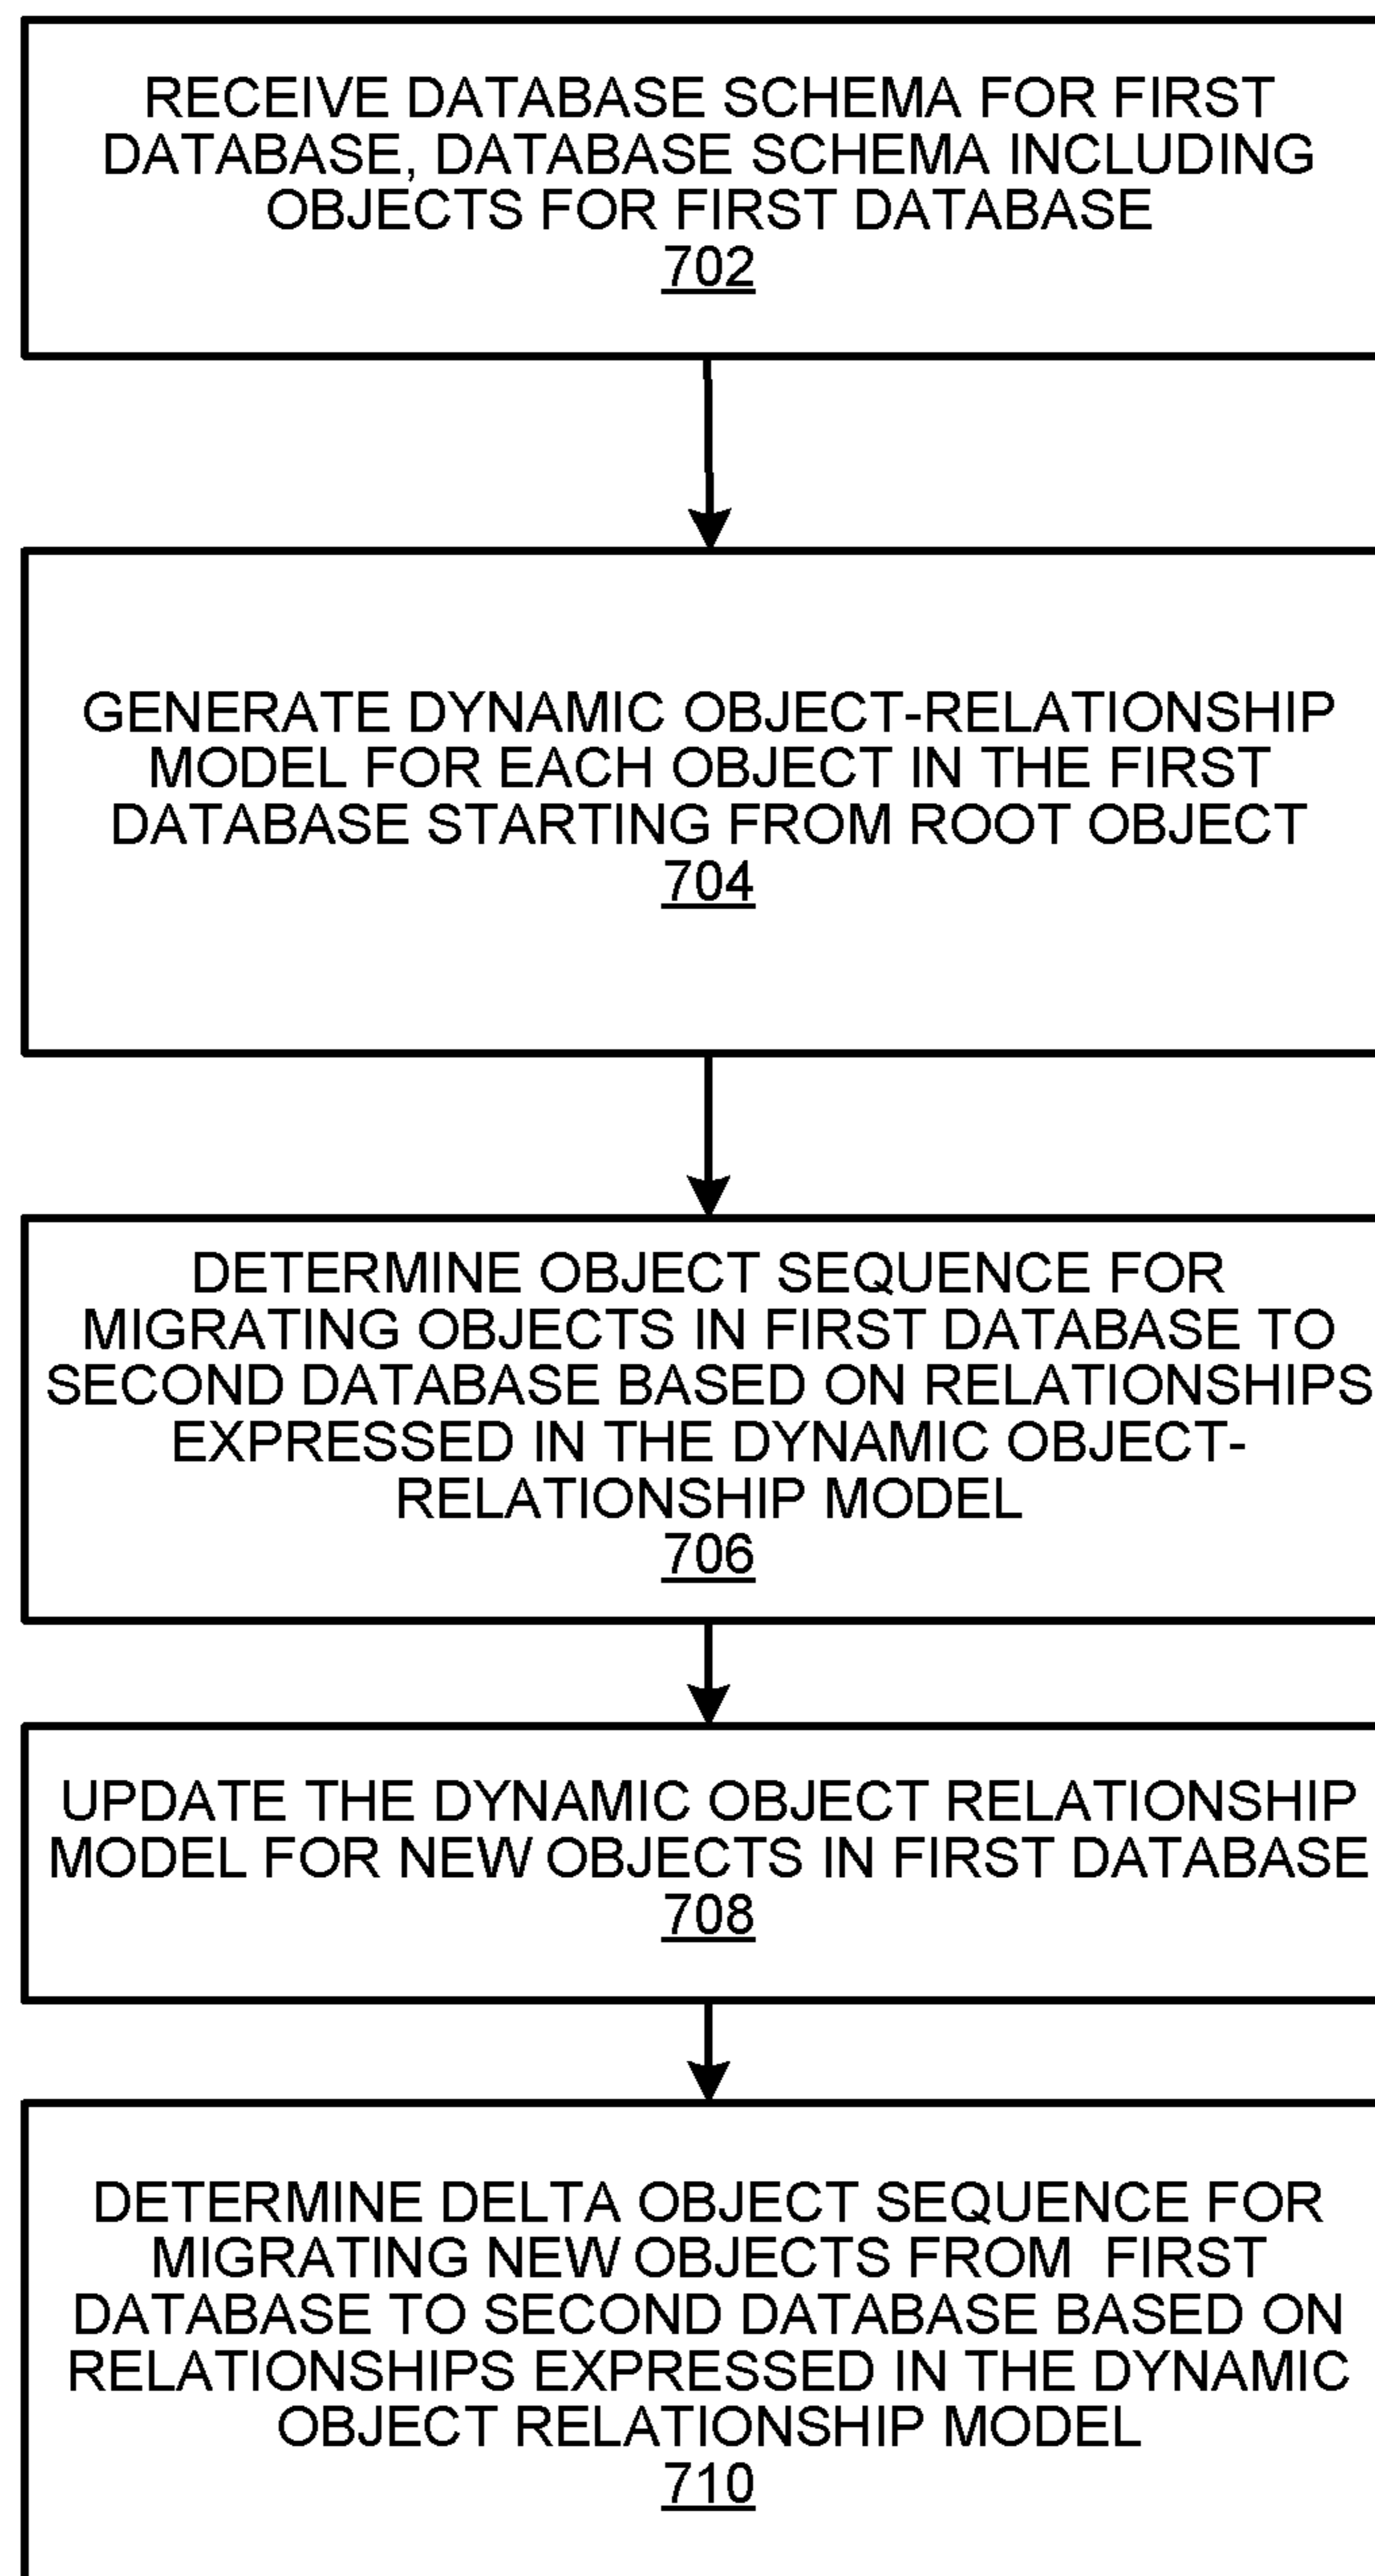 RECEIVE DATABASE SCHEMA FOR FIRST
DATABASE, DATABASE SCHEMA INCLUDING
OBJECTS FOR FIRST DATABASE
702
GENERATE DYNAMIC OBJECT-RELATIONSHIP
MODEL FOR EACH OBJECT IN THE FIRST
DATABASE STARTING FROM ROOT OBJECT
704
DETERMINE OBJECT SEQUENCE FOR
MIGRATING OBJECTS IN FIRST DATABASE TO
SECOND DATABASE BASED ON RELATIONSHIPS
EXPRESSED IN THE DYNAMIC OBJECT-
RELATIONSHIP MODEL
706
UPDATE THE DYNAMIC OBJECT RELATIONSHIP
MODEL FOR NEW OBJECTS IN FIRST DATABASE
708
DETERMINE DELTA OBJECT SEQUENCE FOR
MIGRATING NEW OBJECTS FROM FIRST
DATABASE TO SECOND DATABASE BASED ON
RELATIONSHIPS EXPRESSED IN THE DYNAMIC
OBJECT RELATIONSHIP MODEL
710